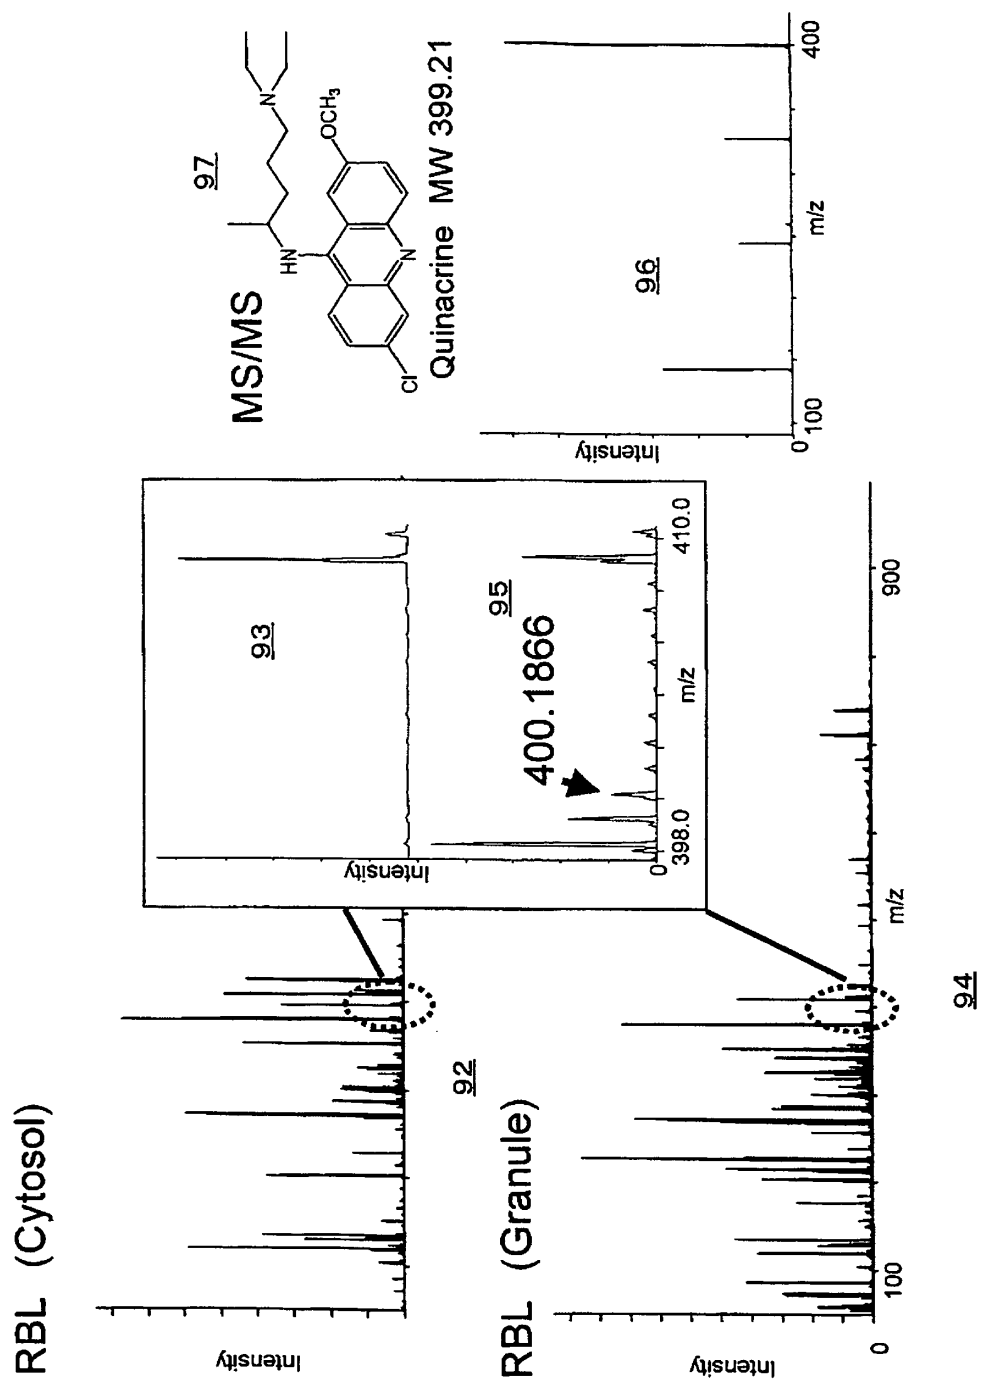 RBL (Cytosol)
Intensity
92
Intensity
93
95
400.1866
0
398.0
m/z
410.0
RBL (Granule)
Intensity
0
100
m/z
900
94
MS/MS
97
HN
N
OCH3
N
Cl
Quinacrine MW 399.21
Intensity
96
0
100
m/z
400